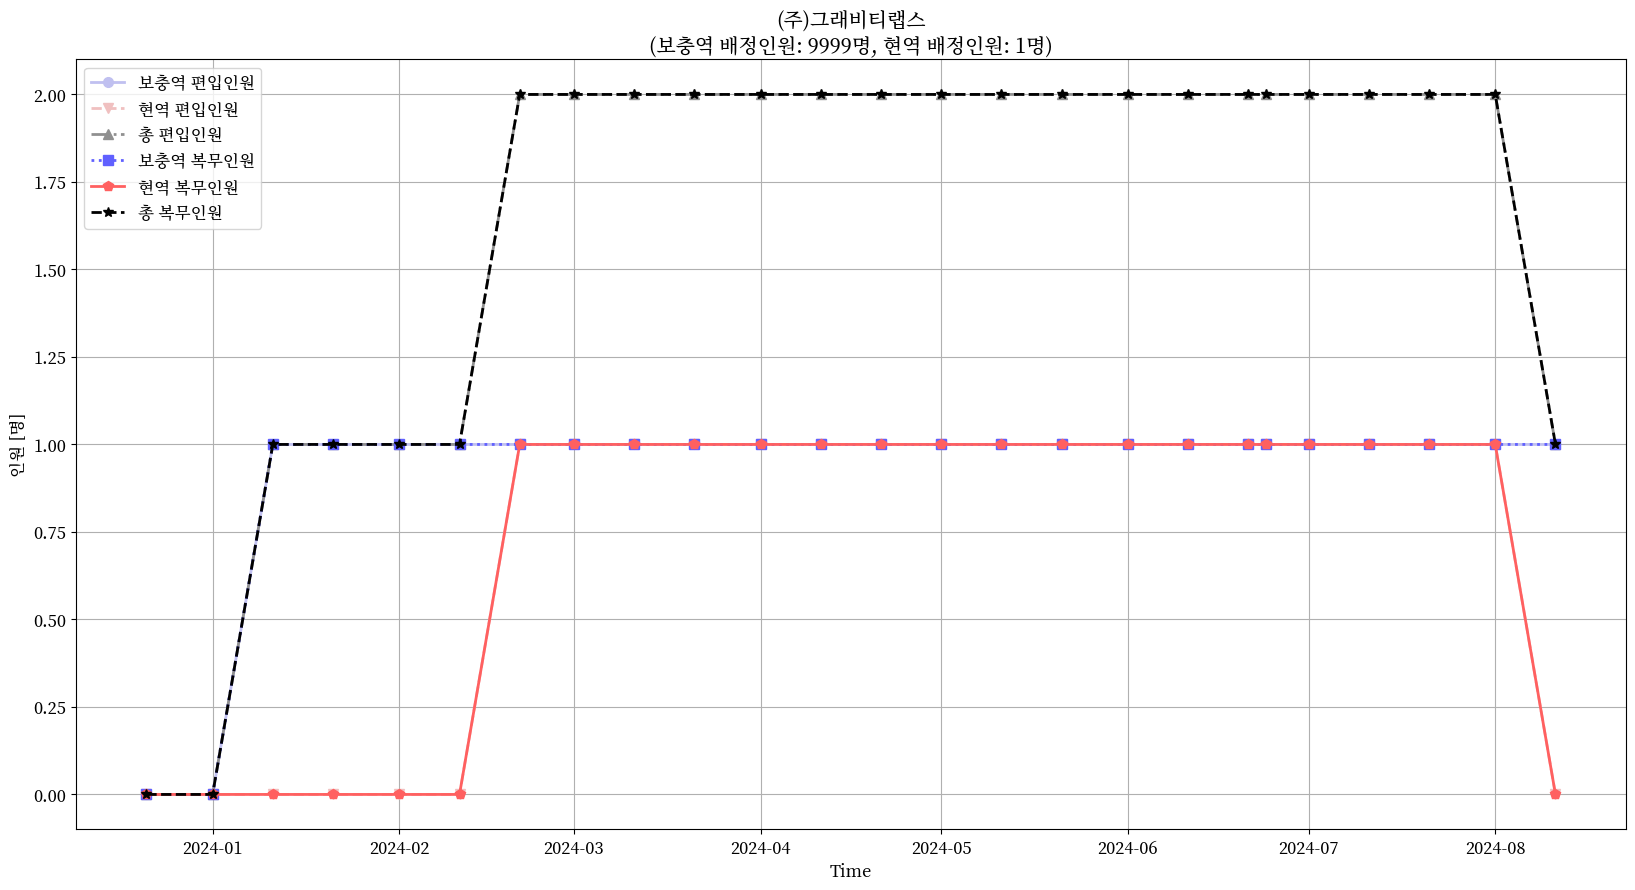 (주)그래비티랩스
(보충역 배정인원: 9999명, 현역 배정인원: 1명)
보충역 편입인원
현역 편입인원
총 편입인원
보충역 복무인원
현역 복무인원
총 복무인원
2.00
1.75
1.50
1.25
1.00
0.75
0.50
0.25
0.00
인원 [명]
2024-01 2024-02 2024-03 2024-04 2024-05 2024-06 2024-07 2024-08
Time